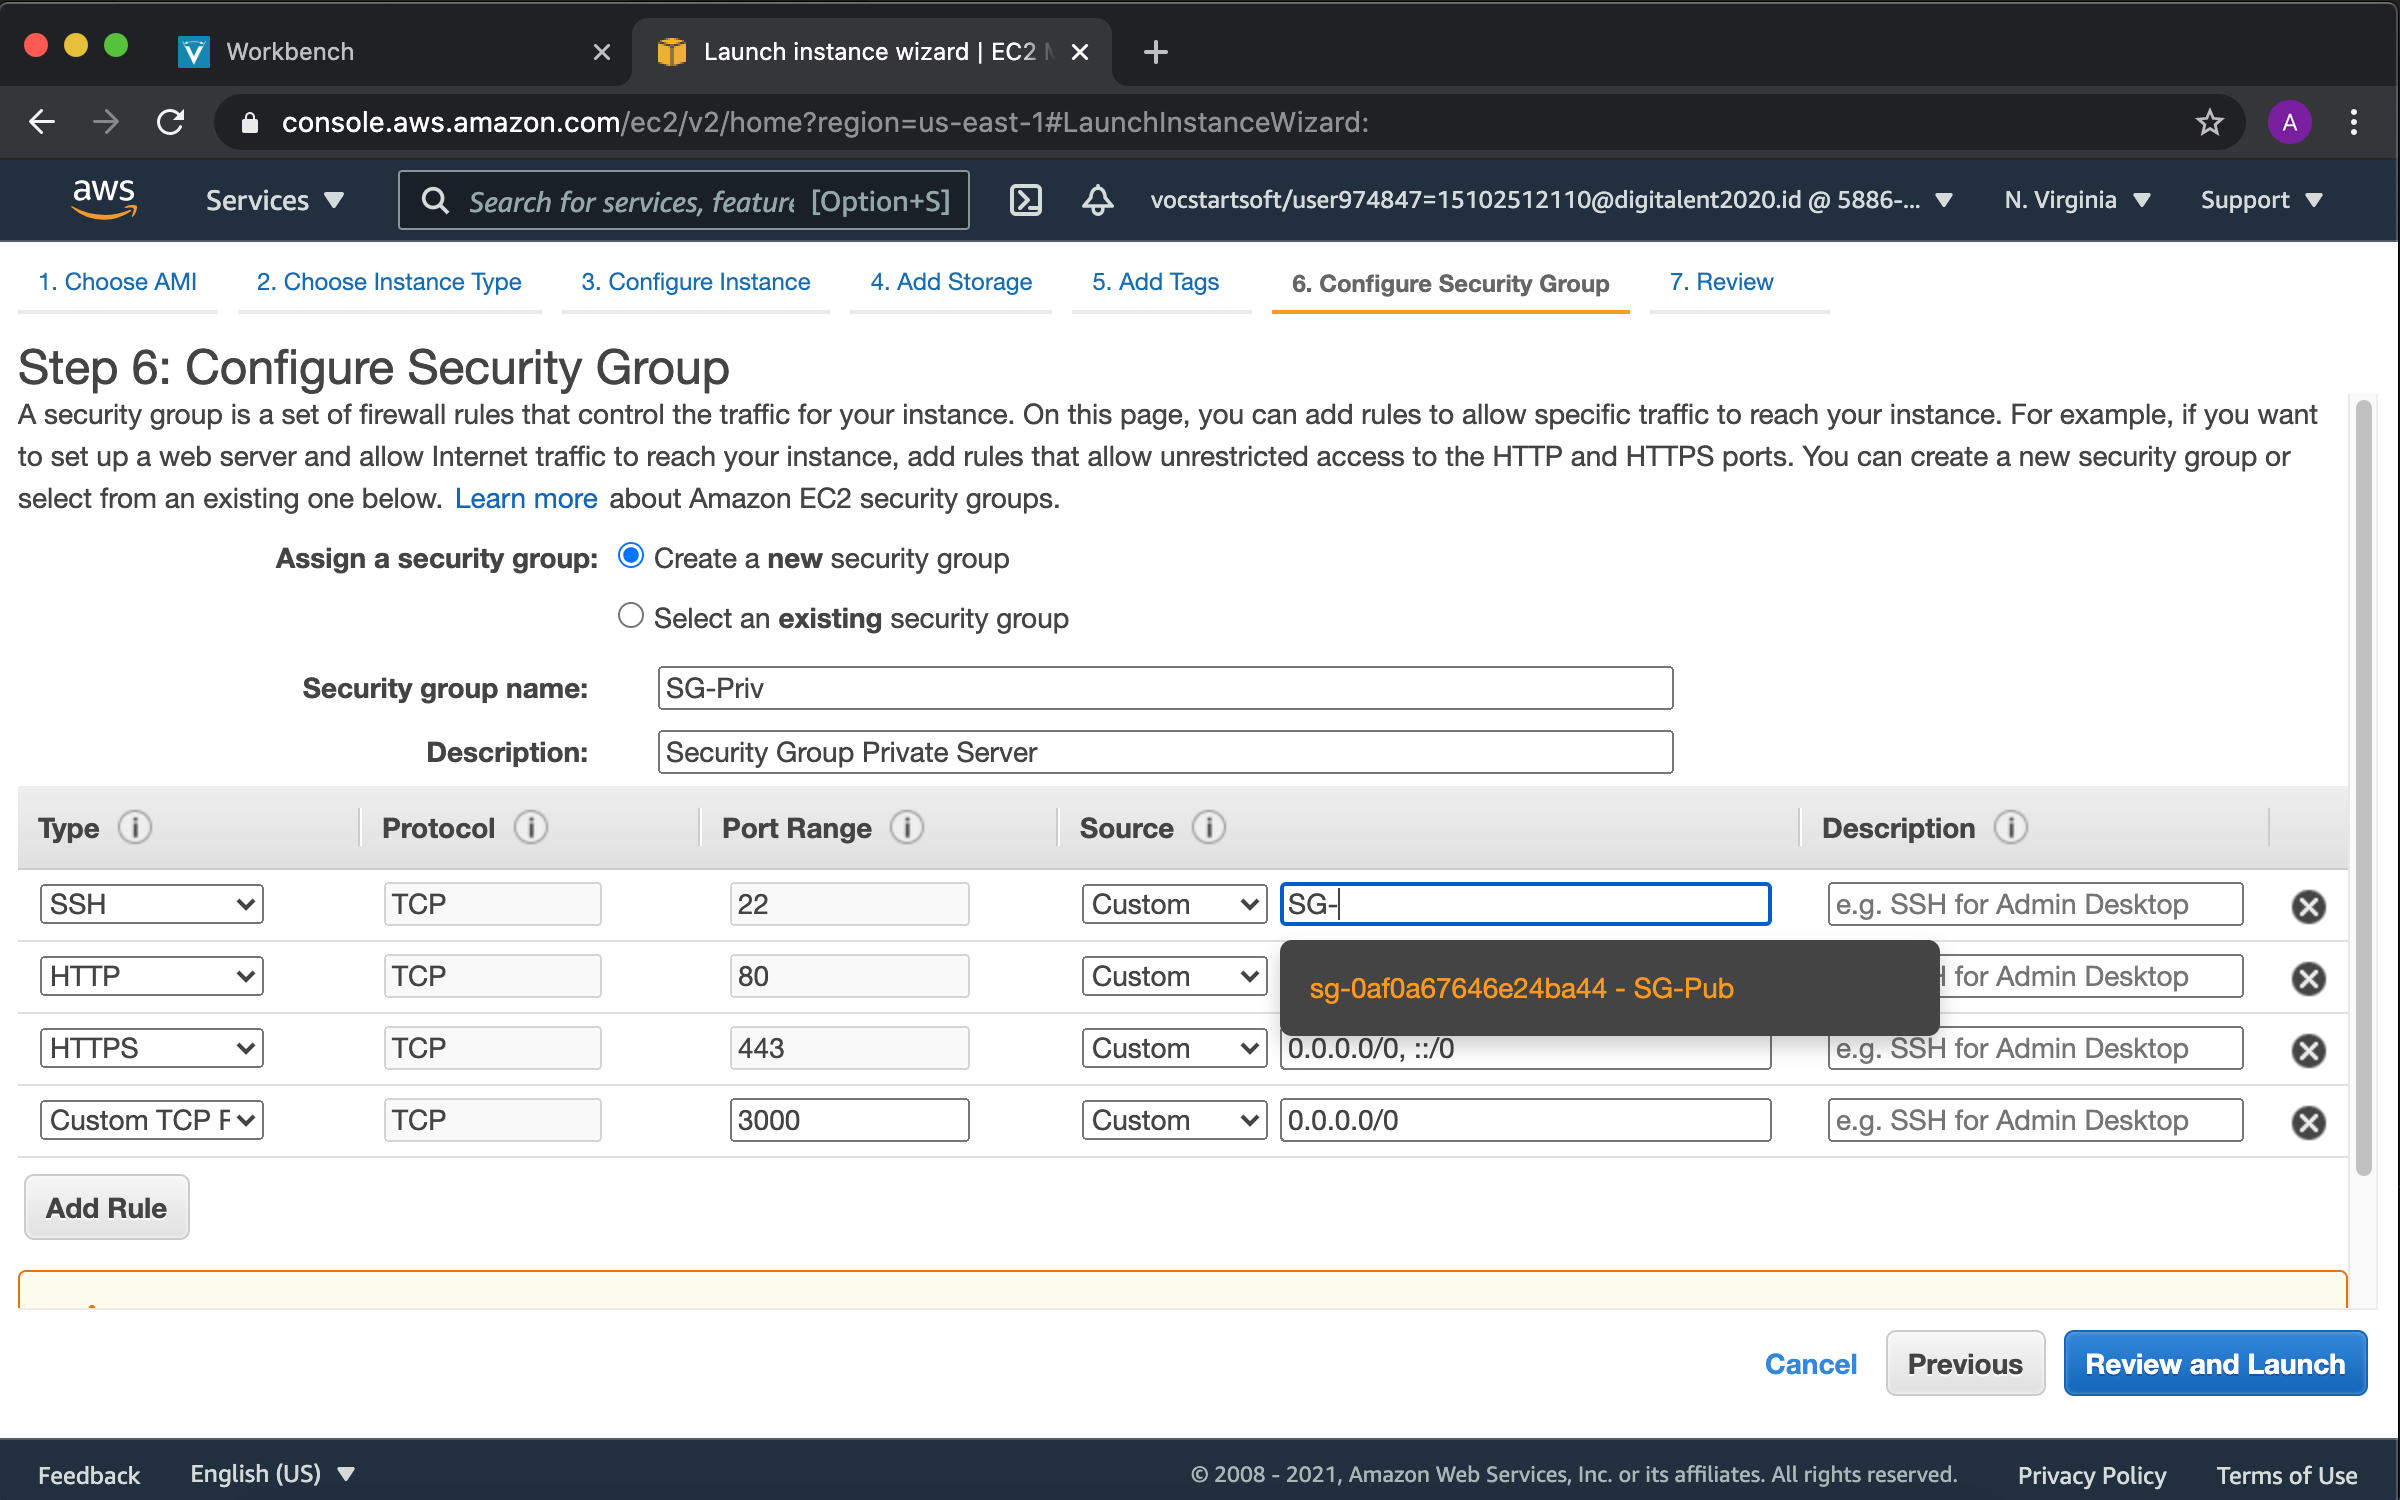 Workbench
Launch instance wizard | EC2
console.aws.amazon.com/ec2/v2/home?region=us-east-1#LaunchInstanceWizard:
A
aws
Services
Search for services, feature
[Option+S]
vocstartsoft/user974847=15102512110@digitalent2020.id @ 5886-...
N. Virginia
Support
1. Choose AMI
2. Choose Instance Type
3. Configure Instance
4. Add Storage
5. Add Tags
6. Configure Security Group
7. Review
Step 6: Configure Security Group
A security group is a set of firewall rules that control the traffic for your instance. On this page, you can add rules to allow specific traffic to reach your instance. For example, if you want
to set up a web server and allow Internet traffic to reach your instance, add rules that allow unrestricted access to the HTTP and HTTPS ports. You can create a new security group or
select from an existing one below. Learn more about Amazon EC2 security groups.
Assign a security group:
Create a new security group
Select an existing security group
Security group name:
SG-Priv
Description:
Security Group Private Server
Type
Protocol
Port Range
Source
Description
SSH
TCP
22
Custom
SG-
e.g. SSH for Admin Desktop
HTTP
TCP
80
Custom
sg-0af0a67646e24ba44 - SG-Pub
for Admin Desktop
HTTPS
TCP
443
Custom
0.0.0.0/0, ::/0
e.g. SSH for Admin Desktop
Custom TCP
TCP
3000
Custom
0.0.0.0/0
e.g. SSH for Admin Desktop
Add Rule
Cancel
Previous
Review and Launch
Feedback
English (US)
© 2008 - 2021, Amazon Web Services, Inc. or its affiliates. All rights reserved.
Privacy Policy
Terms of Use